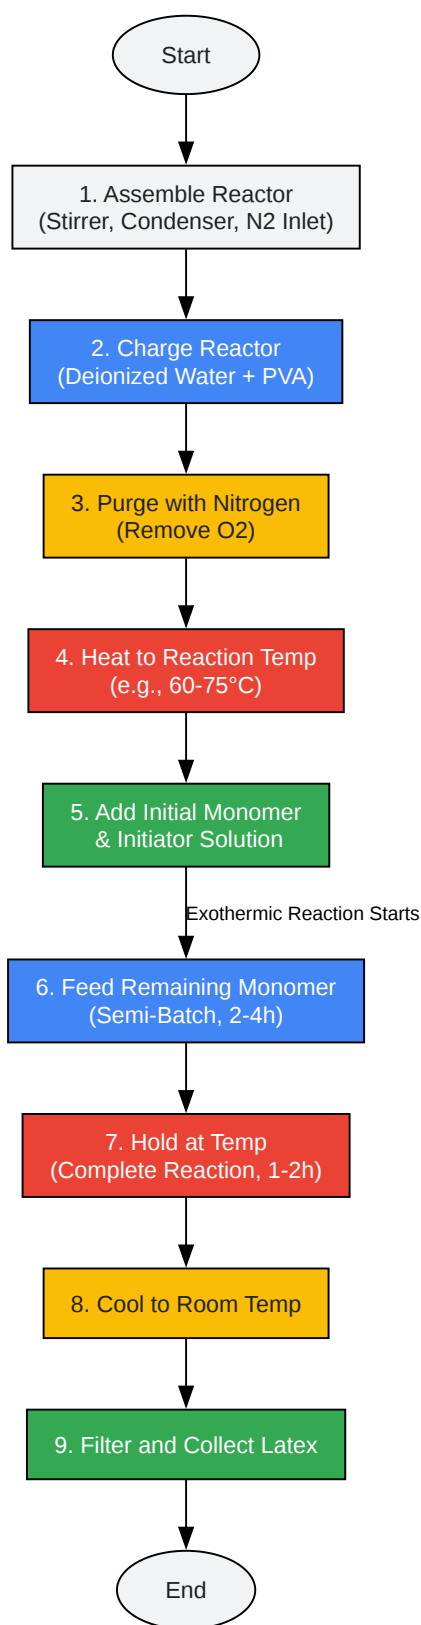 Start
1. Assemble Reactor
(Stirrer, Condenser, N2 Inlet)
2. Charge Reactor
(Deionized Water + PVA)
3. Purge with Nitrogen
(Remove O2)
4. Heat to Reaction Temp
(e.g., 60-75°C)
5. Add Initial Monomer
& Initiator Solution
Exothermic Reaction Starts
6. Feed Remaining Monomer
(Semi-Batch, 2-4h)
7. Hold at Temp
(Complete Reaction, 1-2h)
8. Cool to Room Temp
9. Filter and Collect Latex
End